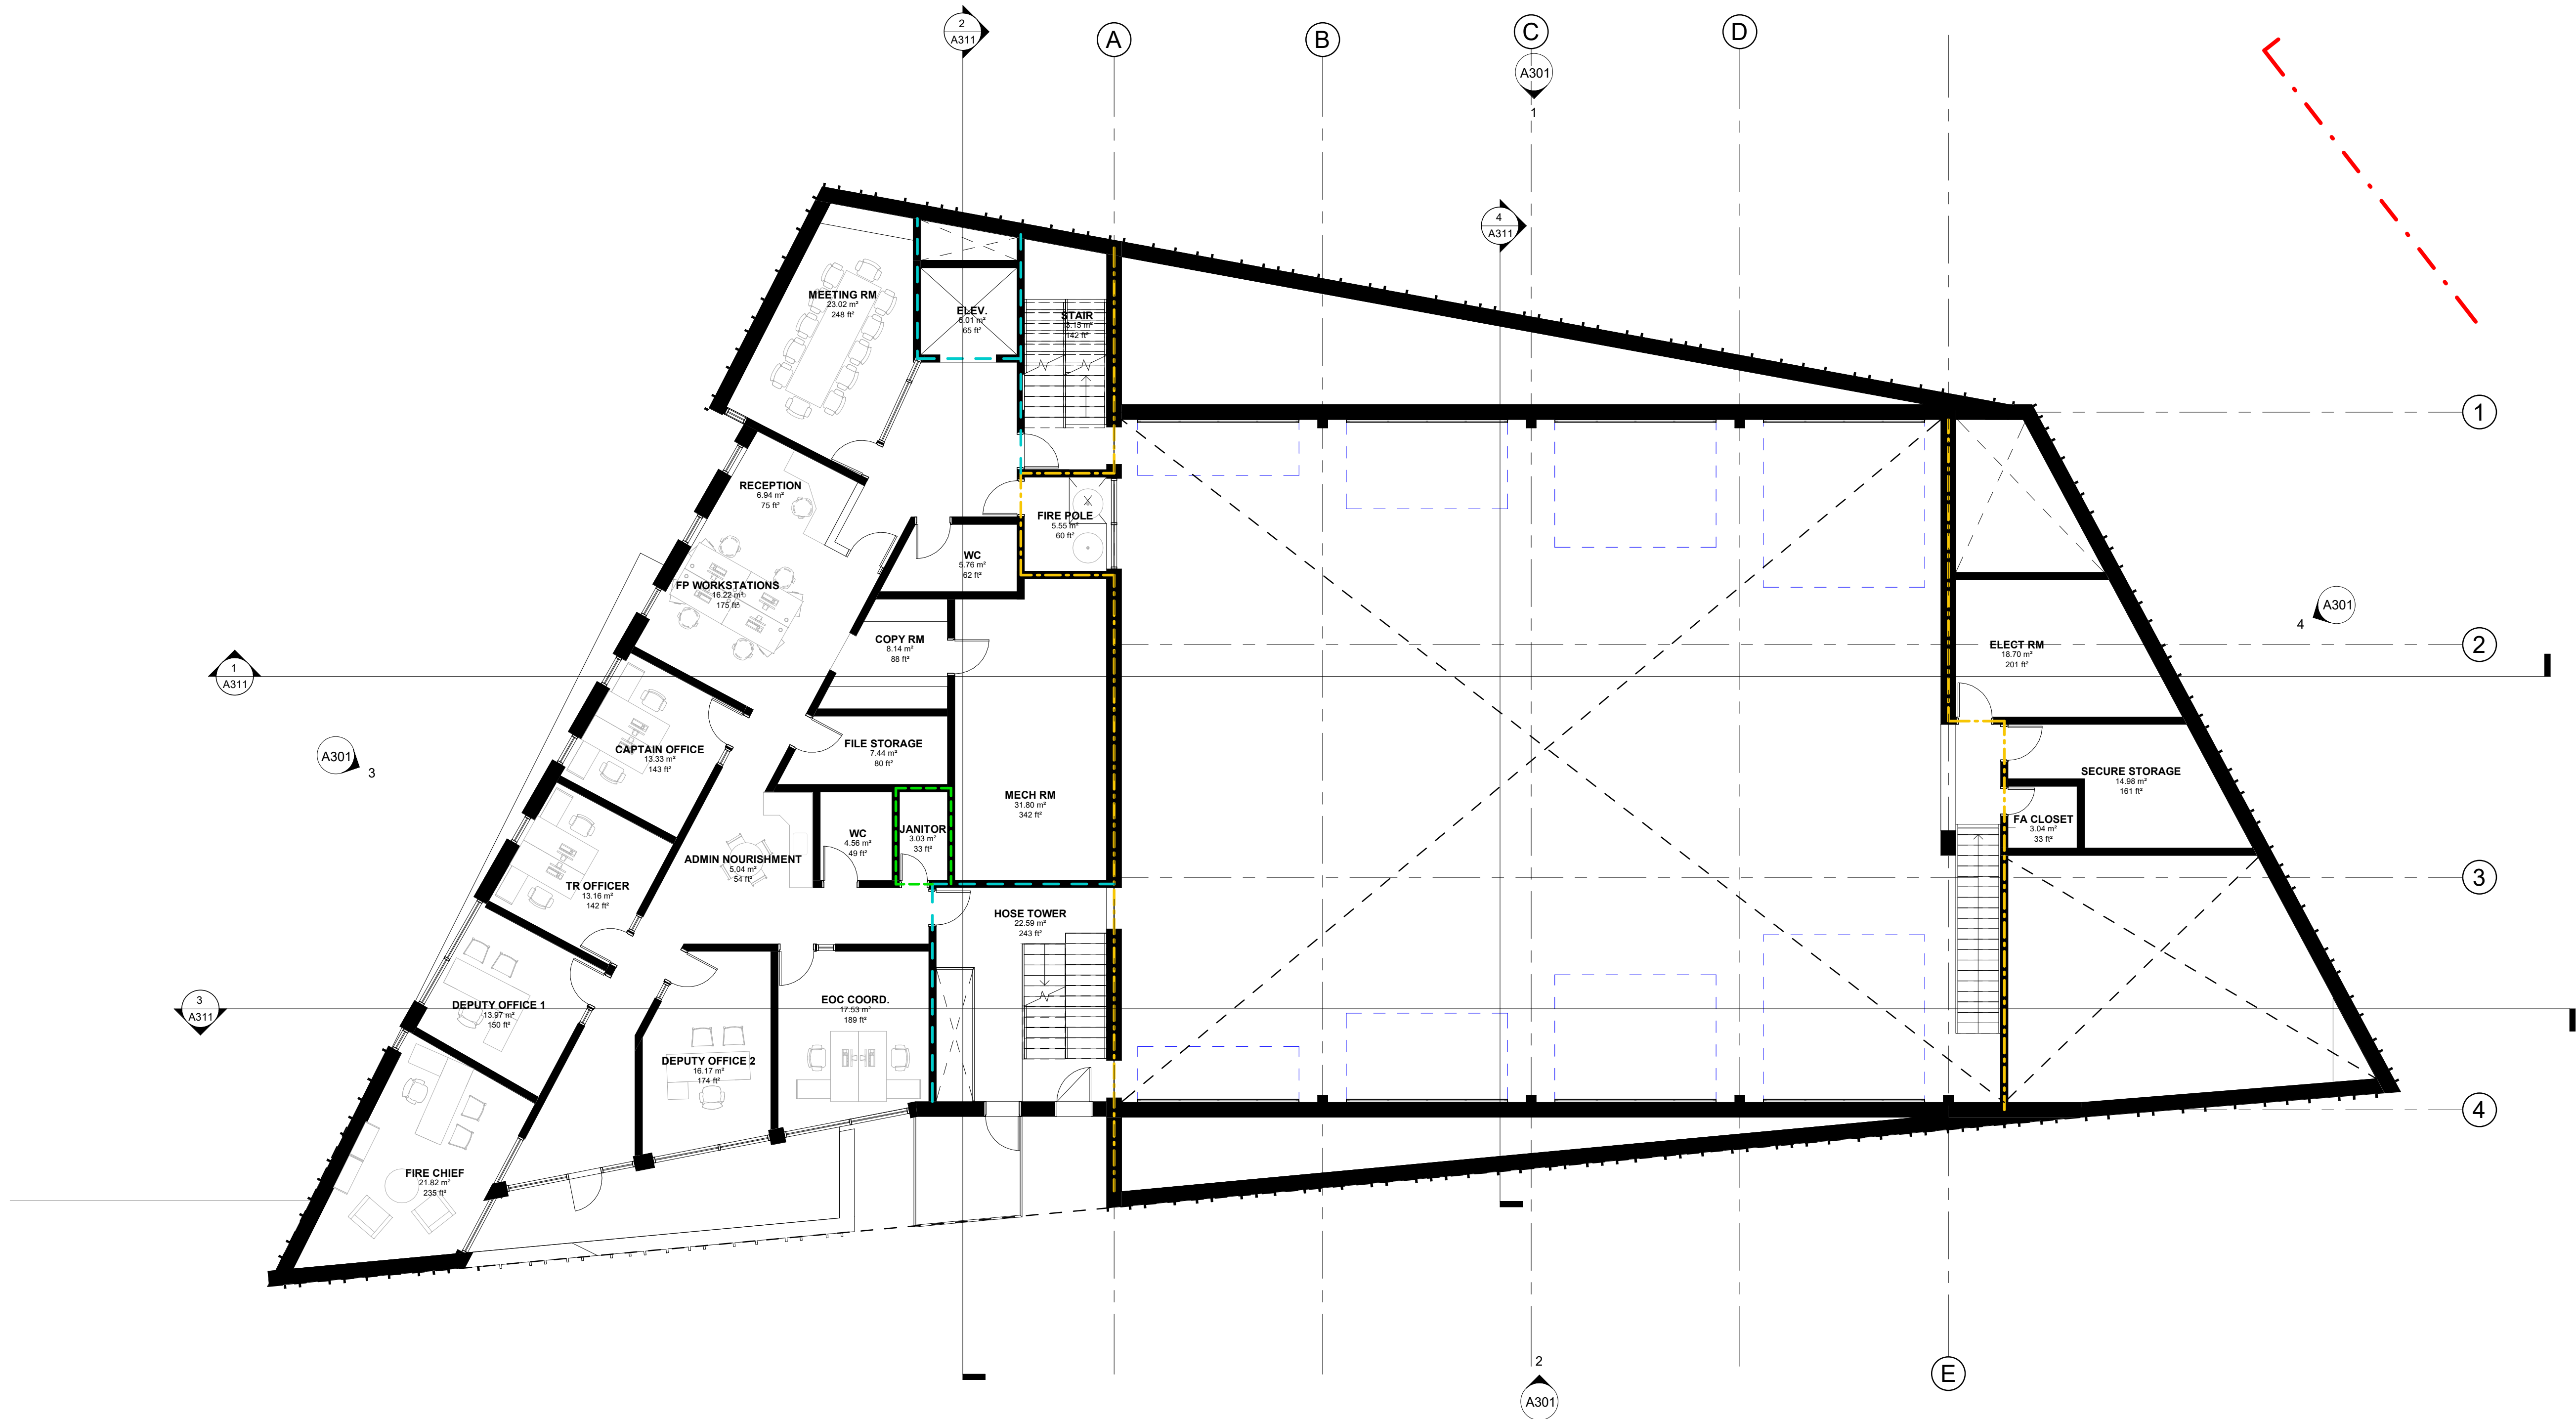 2
A311
A
B
C
D
A301
1
4
A311
MEETING RM
23.02 m²
248 ft²
ELEV.
6.01 m²
65 ft²
STAIR
142 ft²
1
RECEPTION
6.94 m²
75 ft²
FIRE POLE
5.55 m²
60 ft²
WC
5.76 m²
62 ft²
FP WORKSTATIONS
16.22 m²
175 ft²
A301
4
COPY RM
8.14 m²
88 ft²
ELECT RM
18.70 m²
201 ft²
2
1
A311
CAPTAIN OFFICE
13.33 m²
143 ft²
FILE STORAGE
7.44 m²
80 ft²
A301
3
SECURE STORAGE
14.98 m²
161 ft²
MECH RM
31.80 m²
342 ft²
FA CLOSET
3.04 m²
33 ft²
WC
4.56 m²
49 ft²
JANITOR
3.03 m²
33 ft²
ADMIN NOURISHMENT
5.04 m²
54 ft²
3
TR OFFICER
13.16 m²
142 ft²
HOSE TOWER
22.59 m²
243 ft²
3
A311
DEPUTY OFFICE 1
13.97 m²
150 ft²
EOC COORD.
17.53 m²
189 ft²
DEPUTY OFFICE 2
16.17 m²
174 ft²
4
FIRE CHIEF
21.82 m²
235 ft²
2
A301
E